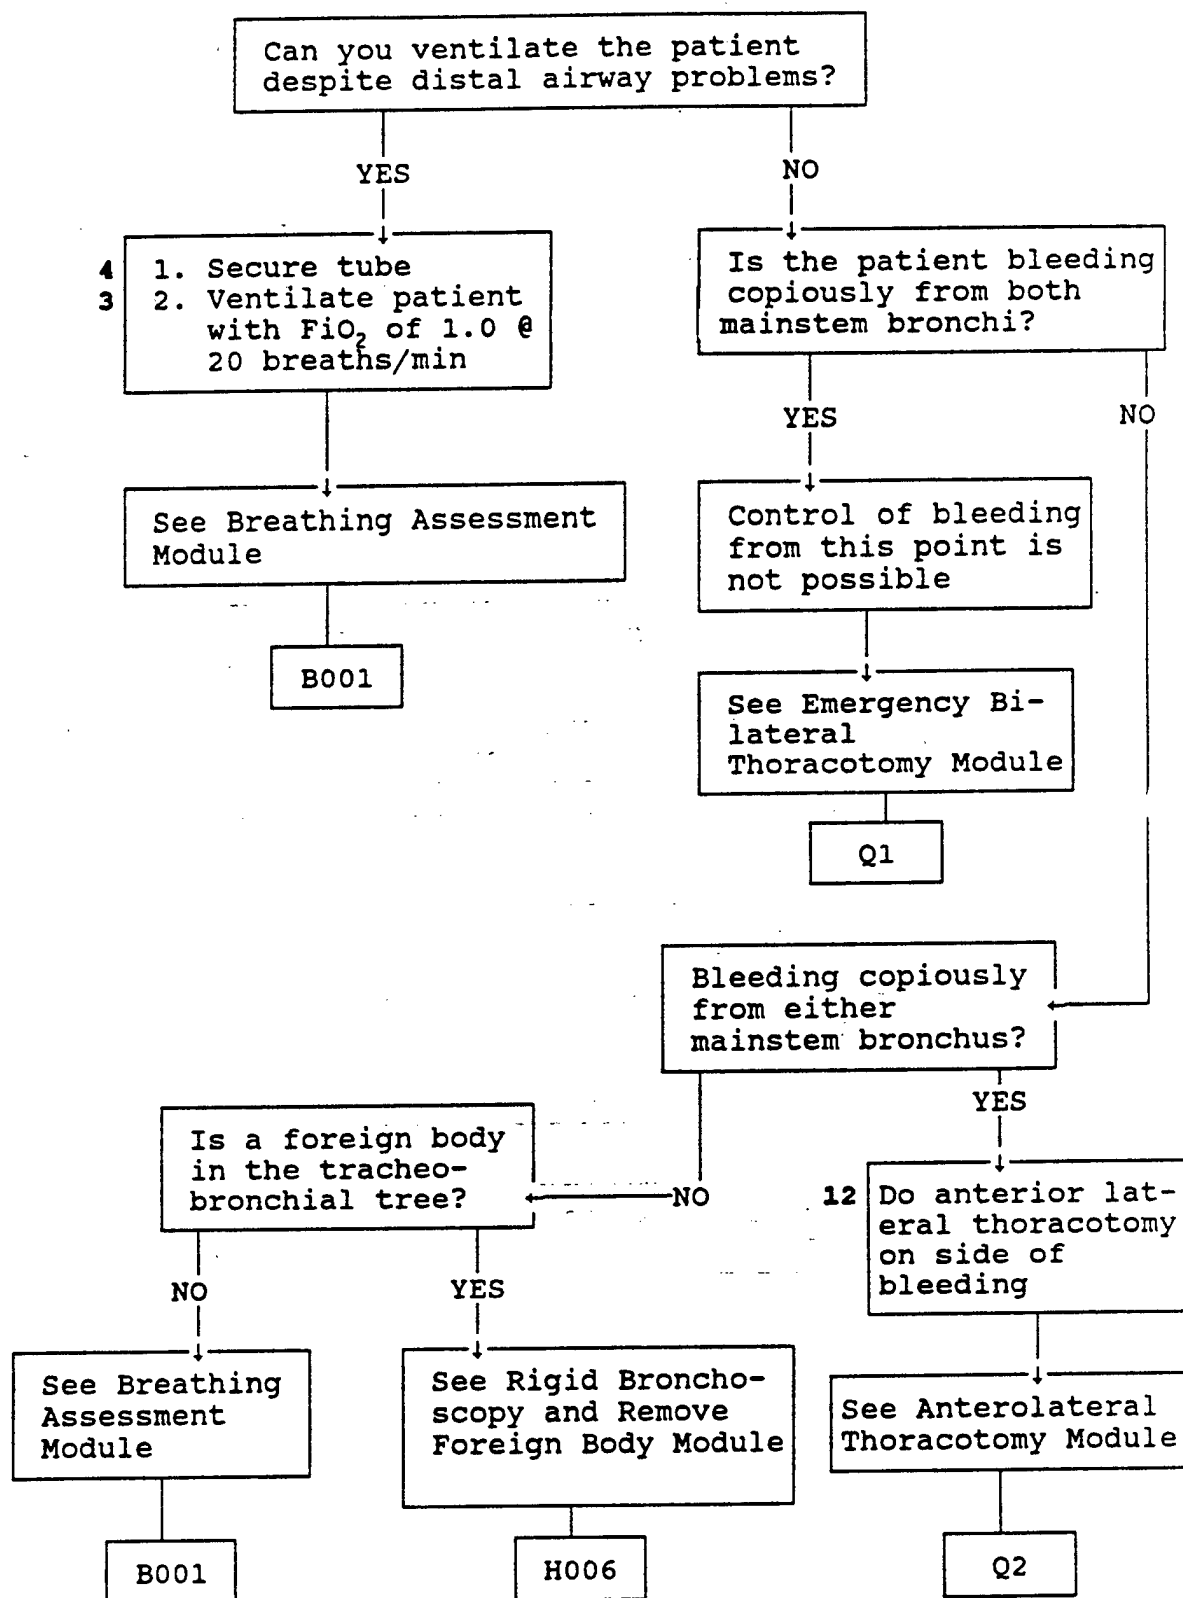 Can you ventilate the patient
despite distal airway problems?
YES
NO
4 1. Secure tube
3 2. Ventilate patient
with FiO2 of 1.0 @
20 breaths/min
Is the patient bleeding
copiously from both
mainstem bronchi?
YES
NO
See Breathing Assessment
Module
Control of bleeding
from this point is
not possible
B001
See Emergency Bi-
lateral
Thoracotomy Module
Q1
Bleeding copiously
from either
mainstem bronchus?
YES
NO
Is a foreign body
in the tracheo-
bronchial tree?
12 Do anterior lat-
eral thoracotomy
on side of
bleeding
NO
YES
See Breathing
Assessment
Module
See Rigid Broncho-
scopy and Remove
Foreign Body Module
See Anterolateral
Thoracotomy Module
B001
H006
Q2